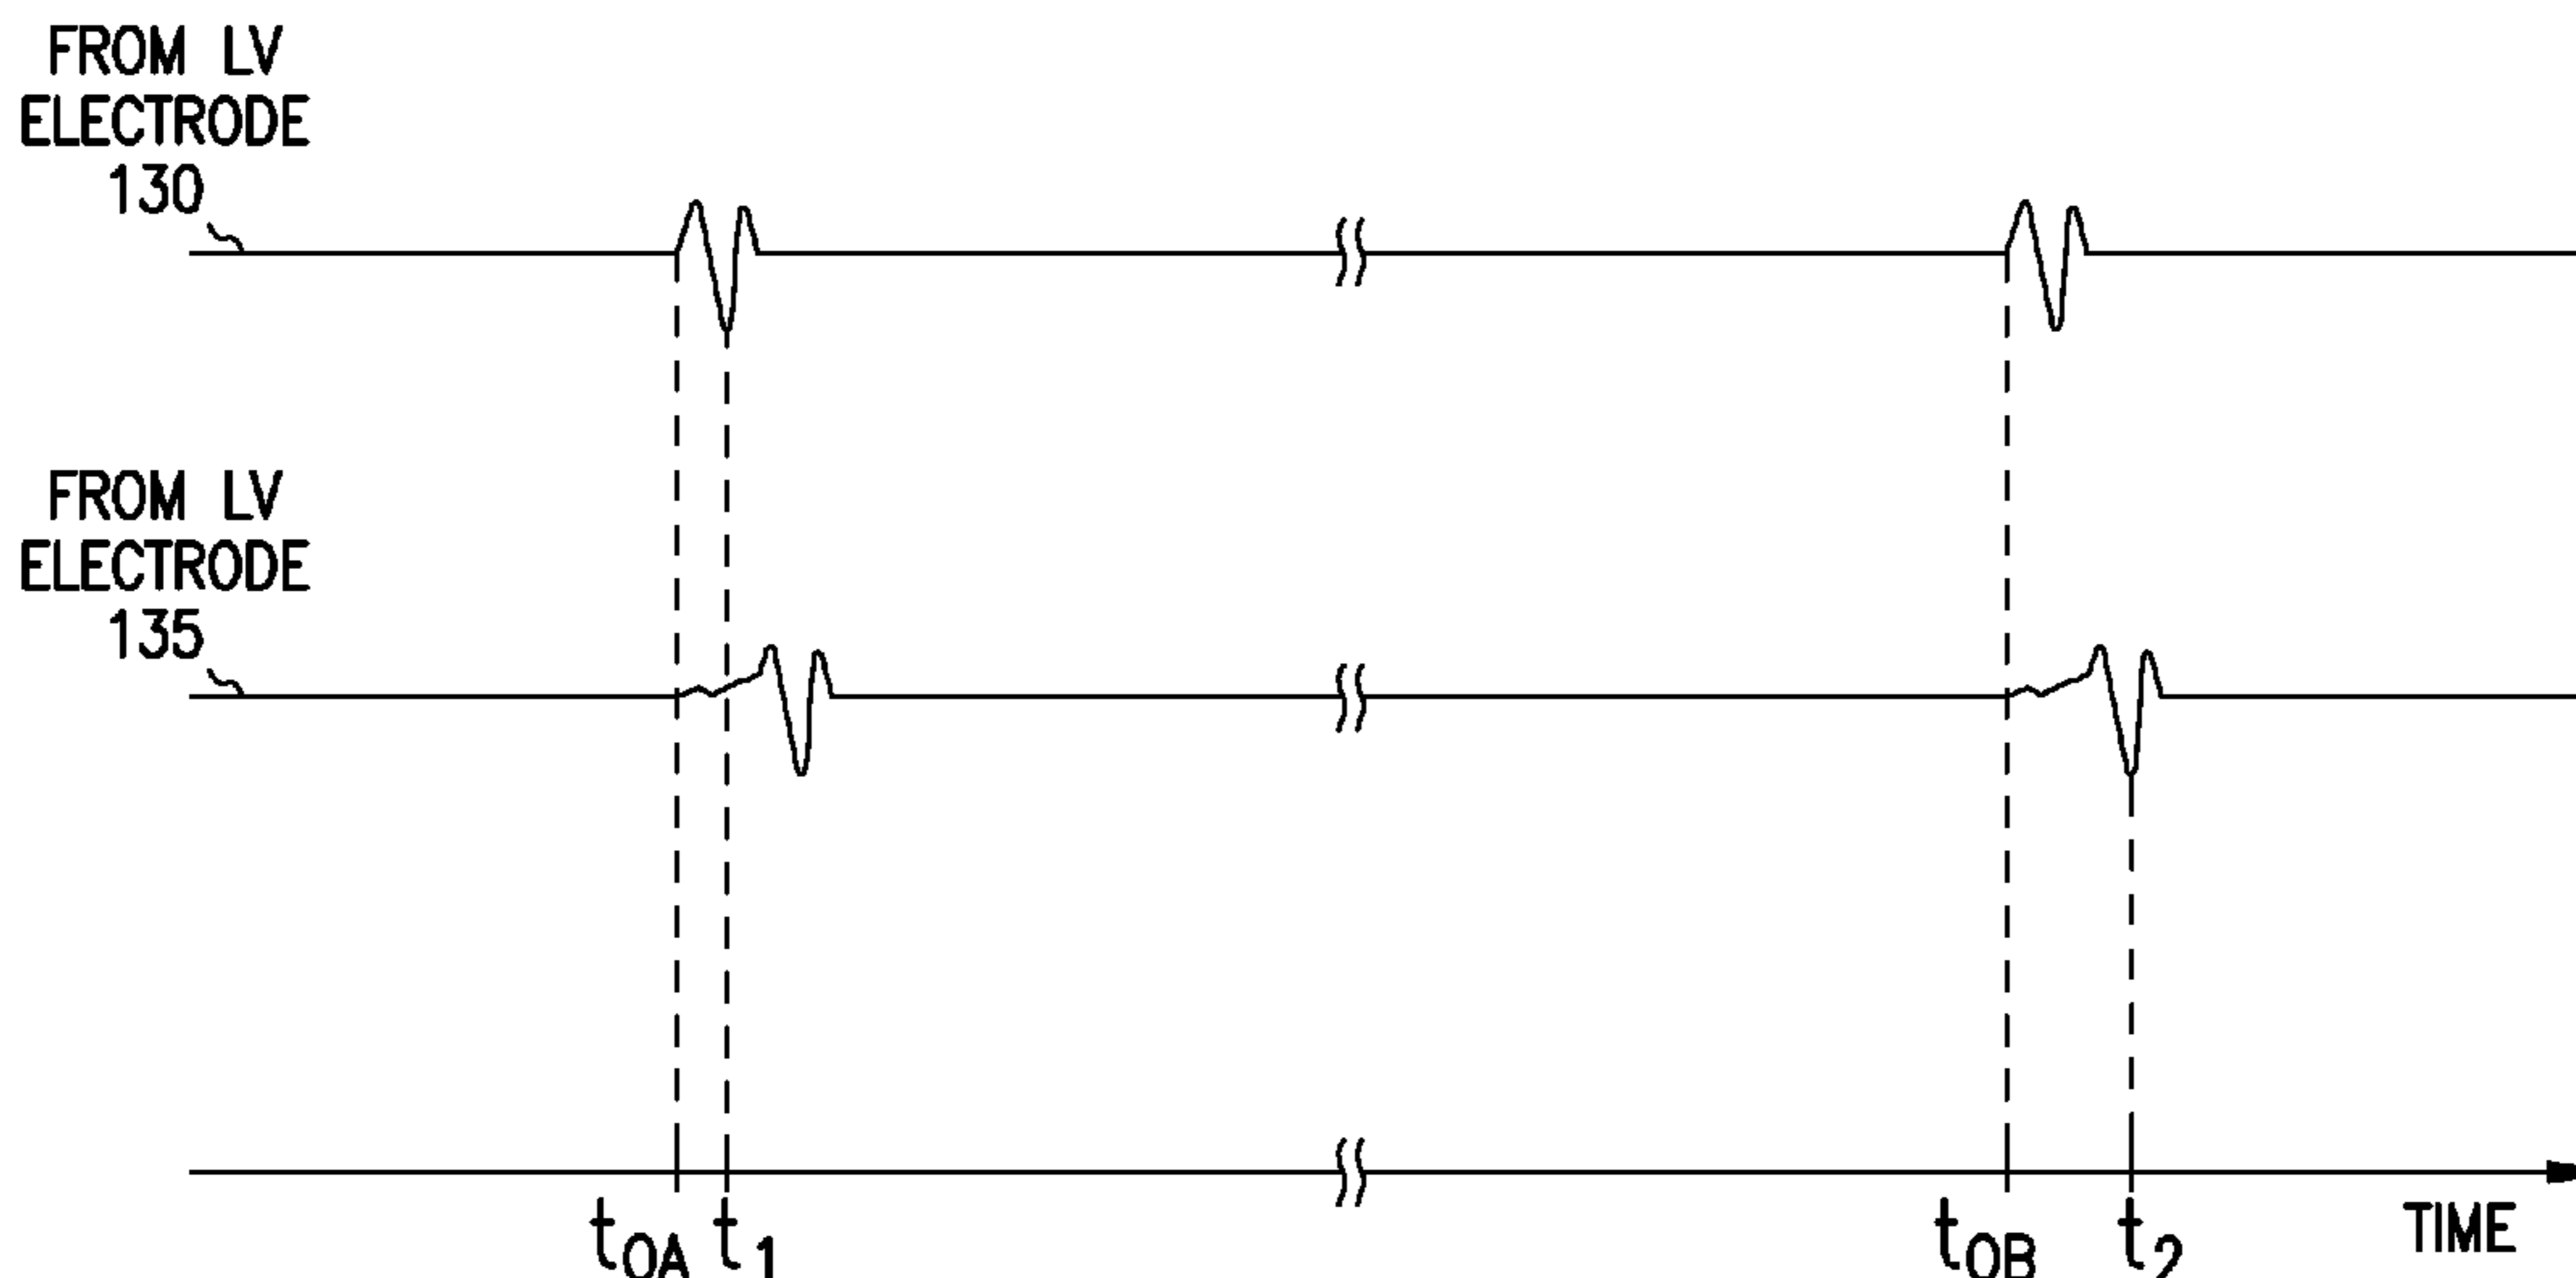 FROM LV
ELECTRODE
130
FROM LV
ELECTRODE
135
t0A t1 t0B t2 TIME